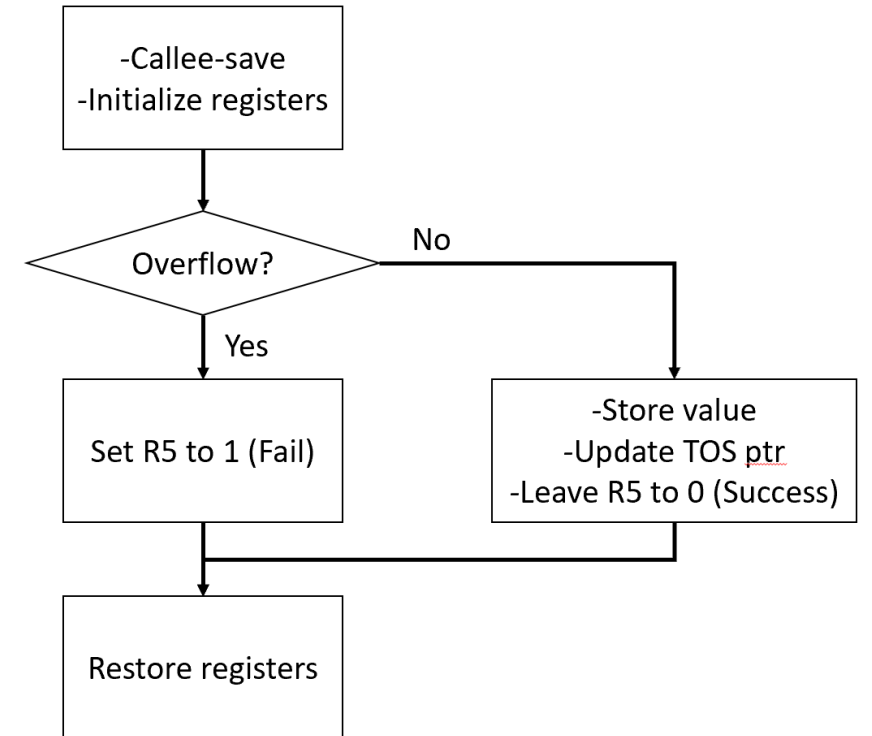 -Callee-save
-Initialize registers
Overflow?
No
Yes
Set R5 to 1 (Fail)
-Store value
-Update TOS ptr
-Leave R5 to 0 (Success)
Restore registers